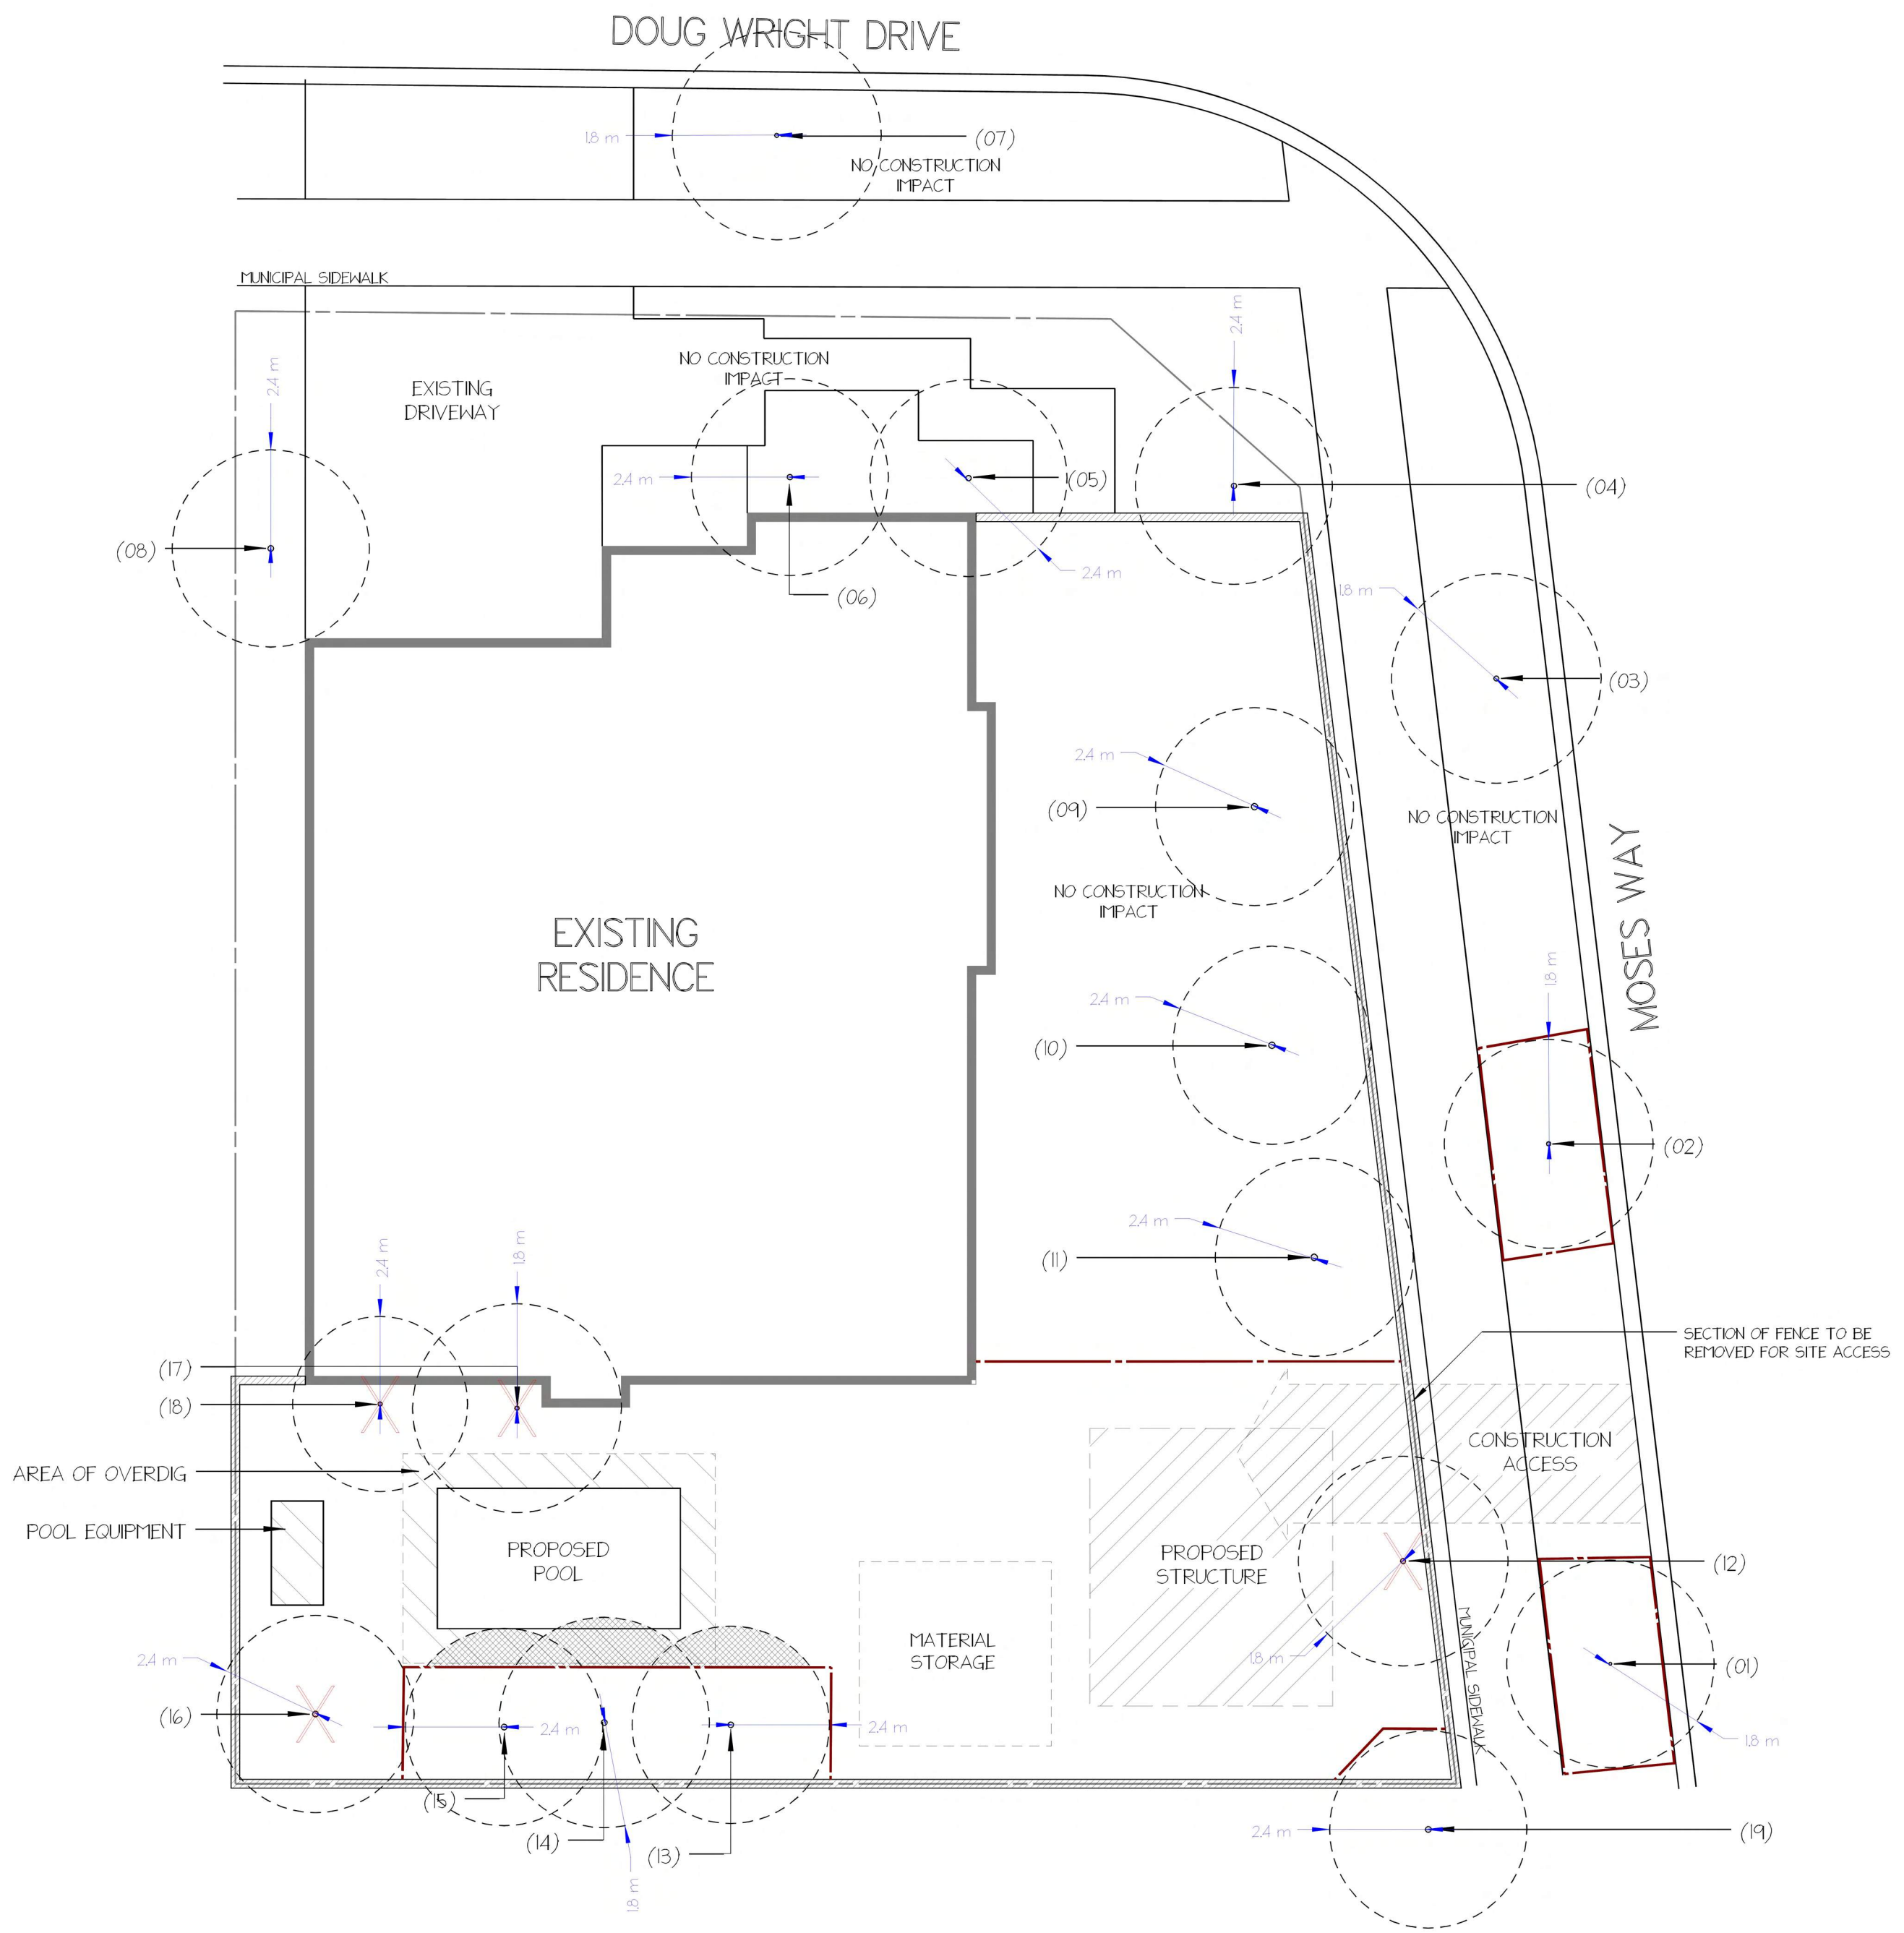 DOUG WRIGHT DRIVE
1.8 m
(07)
NO CONSTRUCTION
IMPACT
MUNICIPAL SIDEWALK
2.4 m
2.4 m
NO CONSTRUCTION
IMPACT
EXISTING
DRIVEWAY
2.4 m
(05)
(04)
(08)
2.4 m
(06)
1.8 m
(03)
2.4 m
(09)
NO CONSTRUCTION
IMPACT
MOSES WAY
NO CONSTRUCTION
IMPACT
EXISTING
RESIDENCE
2.4 m
1.8 m
(10)
(02)
2.4 m
(11)
2.4 m
1.8 m
SECTION OF FENCE TO BE
REMOVED FOR SITE ACCESS
(17)
(18)
CONSTRUCTION
ACCESS
AREA OF OVERDIG
POOL EQUIPMENT
PROPOSED
POOL
PROPOSED
STRUCTURE
(12)
MATERIAL
STORAGE
MUNICIPAL SIDEWALK
2.4 m
1.8 m
(01)
(16)
2.4 m
2.4 m
1.8 m
(15)
(14)
(13)
1.8 m
2.4 m
(19)